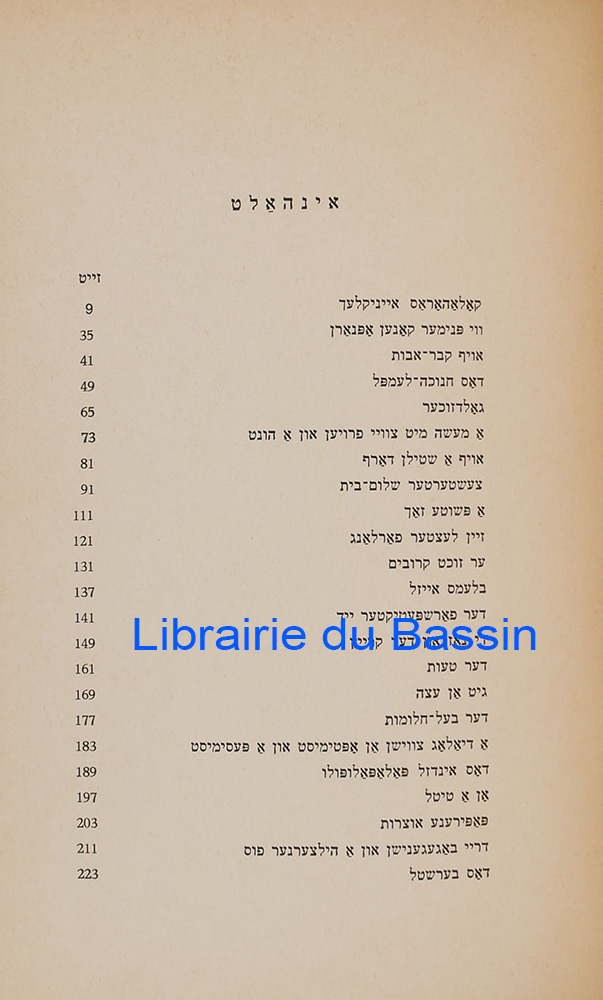 אינהאַלט
זייט
קאָלאַהאָראַס אייניקלעך 9
ווי פּנימער קאָנען אָפּנאַרן 35
אויף קבר־אבות 41
דאָס חנוכה־לעמפּל 49
גאָלדזוכער 65
אַ מעשה מיט צוויי פרויען און אַ הונט 73
אויף אַ שטילן דאָרף 81
צעשטערטער שלום־בית 91
אַ פּשוטע זאַך 111
זיין לעצטער פאַרלאַנג 121
ער זוכט קרובים 131
בלעמס אייזל 137
דער פאַרשפּעטיקטער ייד 141
Librairie du Bassin
149
דער טעות 161
גיט אַן עצה 169
דער בעל־חלומות 177
אַ דיאַלאָג צווישן אַן אָפּטימיסט און אַ פּעסימיסט 183
דאָס אינדזל פּאַלאַפּאַלופּולו 189
אָן אַ טיטל 197
פּאַפּירענע אוצרות 203
דריי באַגעגענישן און אַ הילצערנער פוס 211
דאָס בערשטל 223